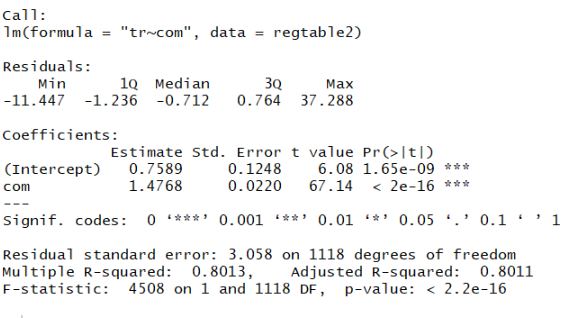 Call:
lm(formula = "tr~com", data = regtable2)
Residuals:
Min 1Q Median 3Q Max
-11.447 -1.236 -0.712 0.764 37.288
Coefficients:
Estimate Std. Error t value Pr(>|t|)
(Intercept) 0.7589 0.1248 6.08 1.65e-09 ***
com 1.4768 0.0220 67.14 < 2e-16 ***
---
Signif. codes: 0 ‘***’ 0.001 ‘**’ 0.01 ‘*’ 0.05 ‘.’ 0.1 ‘ ’ 1
Residual standard error: 3.058 on 1118 degrees of freedom
Multiple R-squared: 0.8013, Adjusted R-squared: 0.8011
F-statistic: 4508 on 1 and 1118 DF, p-value: < 2.2e-16